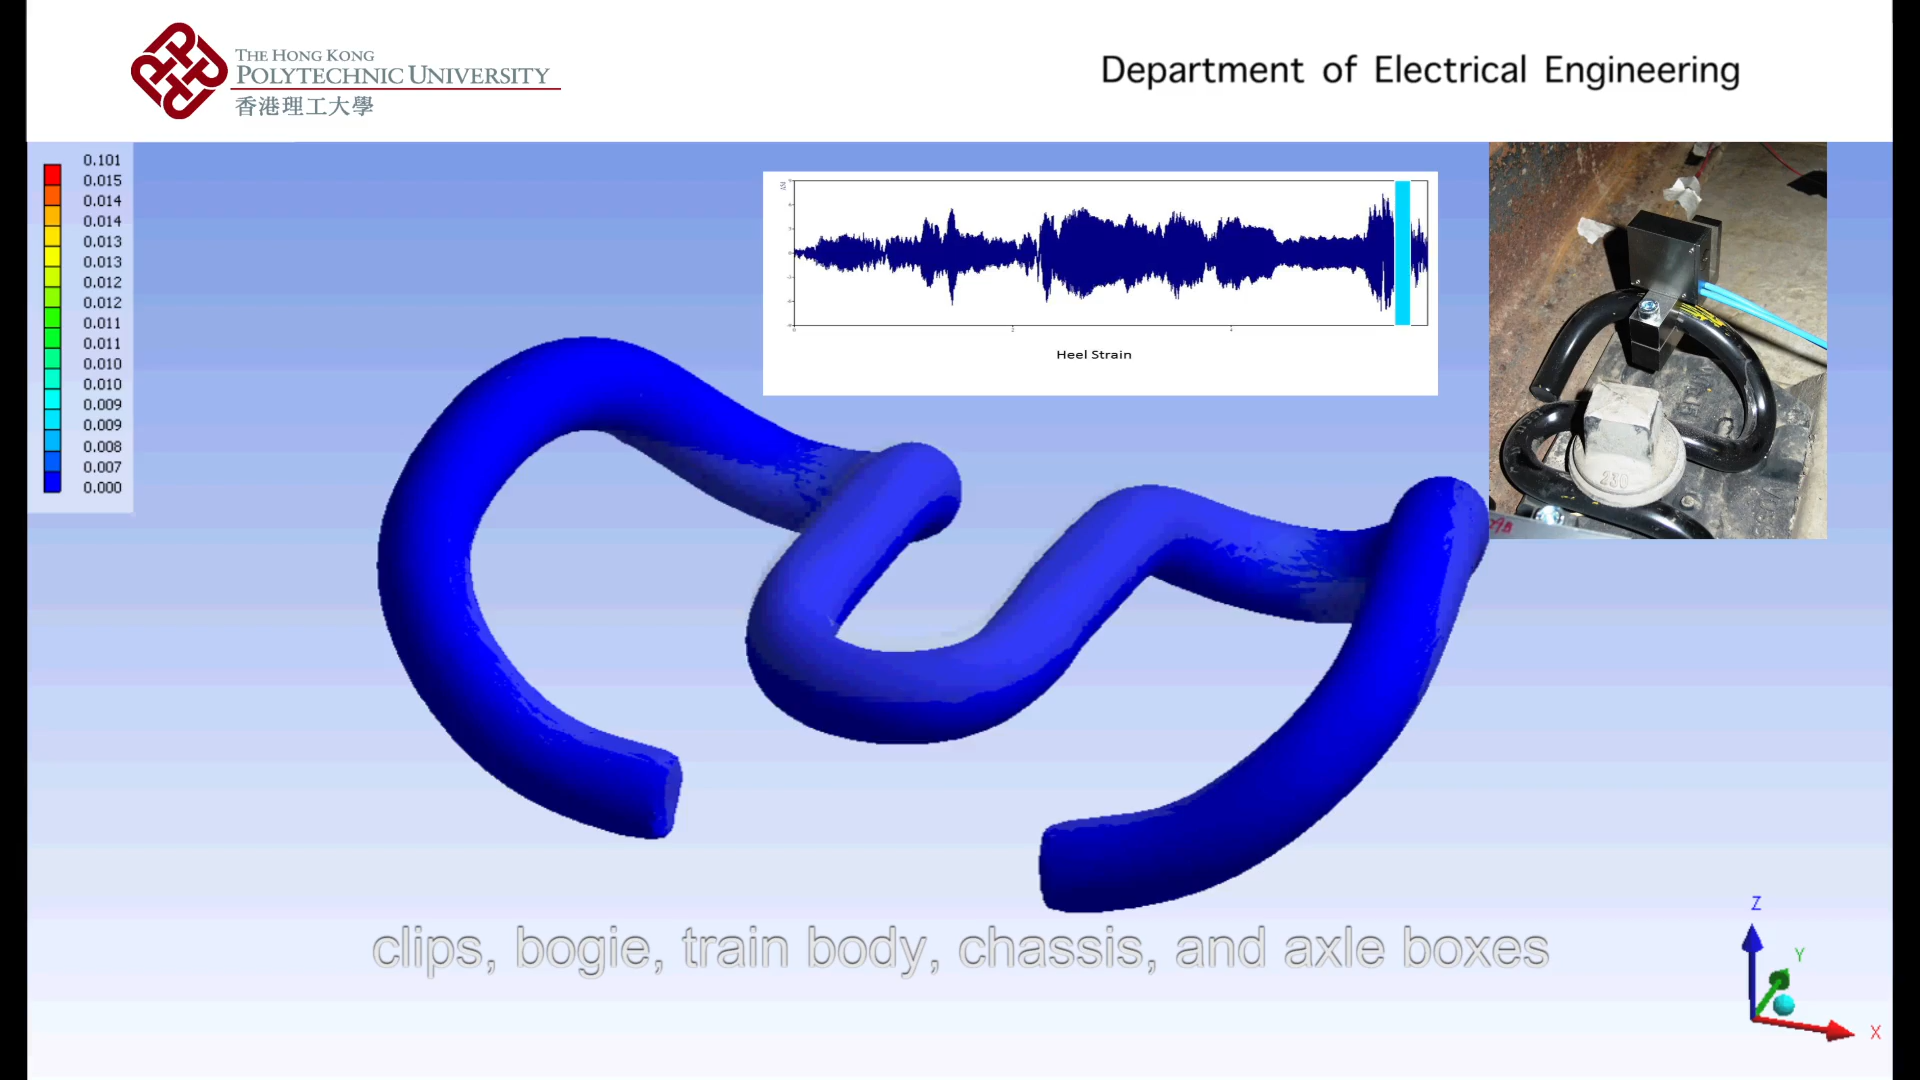 THE HONG KONG
POLYTECHNIC UNIVERSITY
香港理工大學
Department of Electrical Engineering
0.101
0.015
0.014
0.014
0.013
0.013
0.012
0.012
0.011
0.011
0.010
0.010
0.009
0.009
0.008
0.007
0.000
Heel Strain
230
clips, bogie, train body, chassis, and axle boxes
Z
Y
X